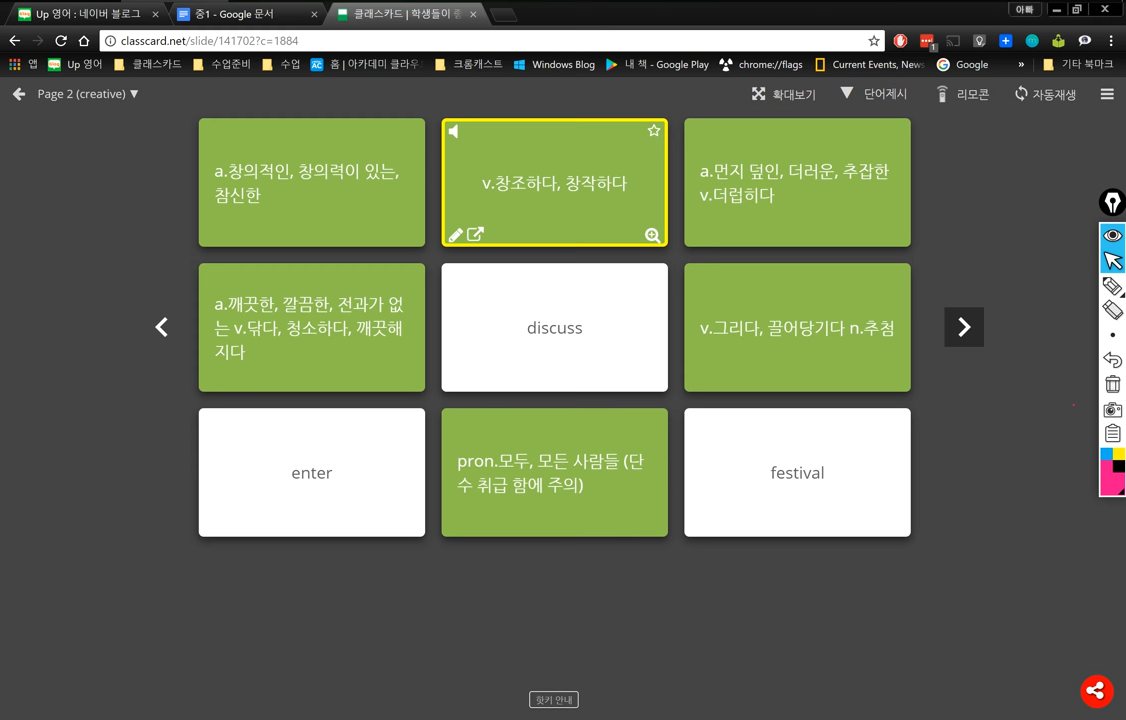 Up 영어 : 네이버 블로그
중1 - Google 문서
클래스카드 | 학생들이 좋
아빠
classcard.net/slide/141702?c=1884
1
앱
Up 영어
클래스카드
수업준비
수업
홈 | 아카데미 클라우
크롬캐스트
Windows Blog
내 책 - Google Play
chrome://flags
Current Events, News
Google
»
기타 북마크
Page 2 (creative) ▼
확대보기
단어제시
리모콘
자동재생
a.창의적인, 창의력이 있는,
참신한
v.창조하다, 창작하다
a.먼지 덮인, 더러운, 추잡한
v.더럽히다
a.깨끗한, 깔끔한, 전과가 없
는 v.닦다, 청소하다, 깨끗해
지다
discuss
v.그리다, 끌어당기다 n.추첨
enter
pron.모두, 모든 사람들 (단
수 취급 함에 주의)
festival
핫키 안내